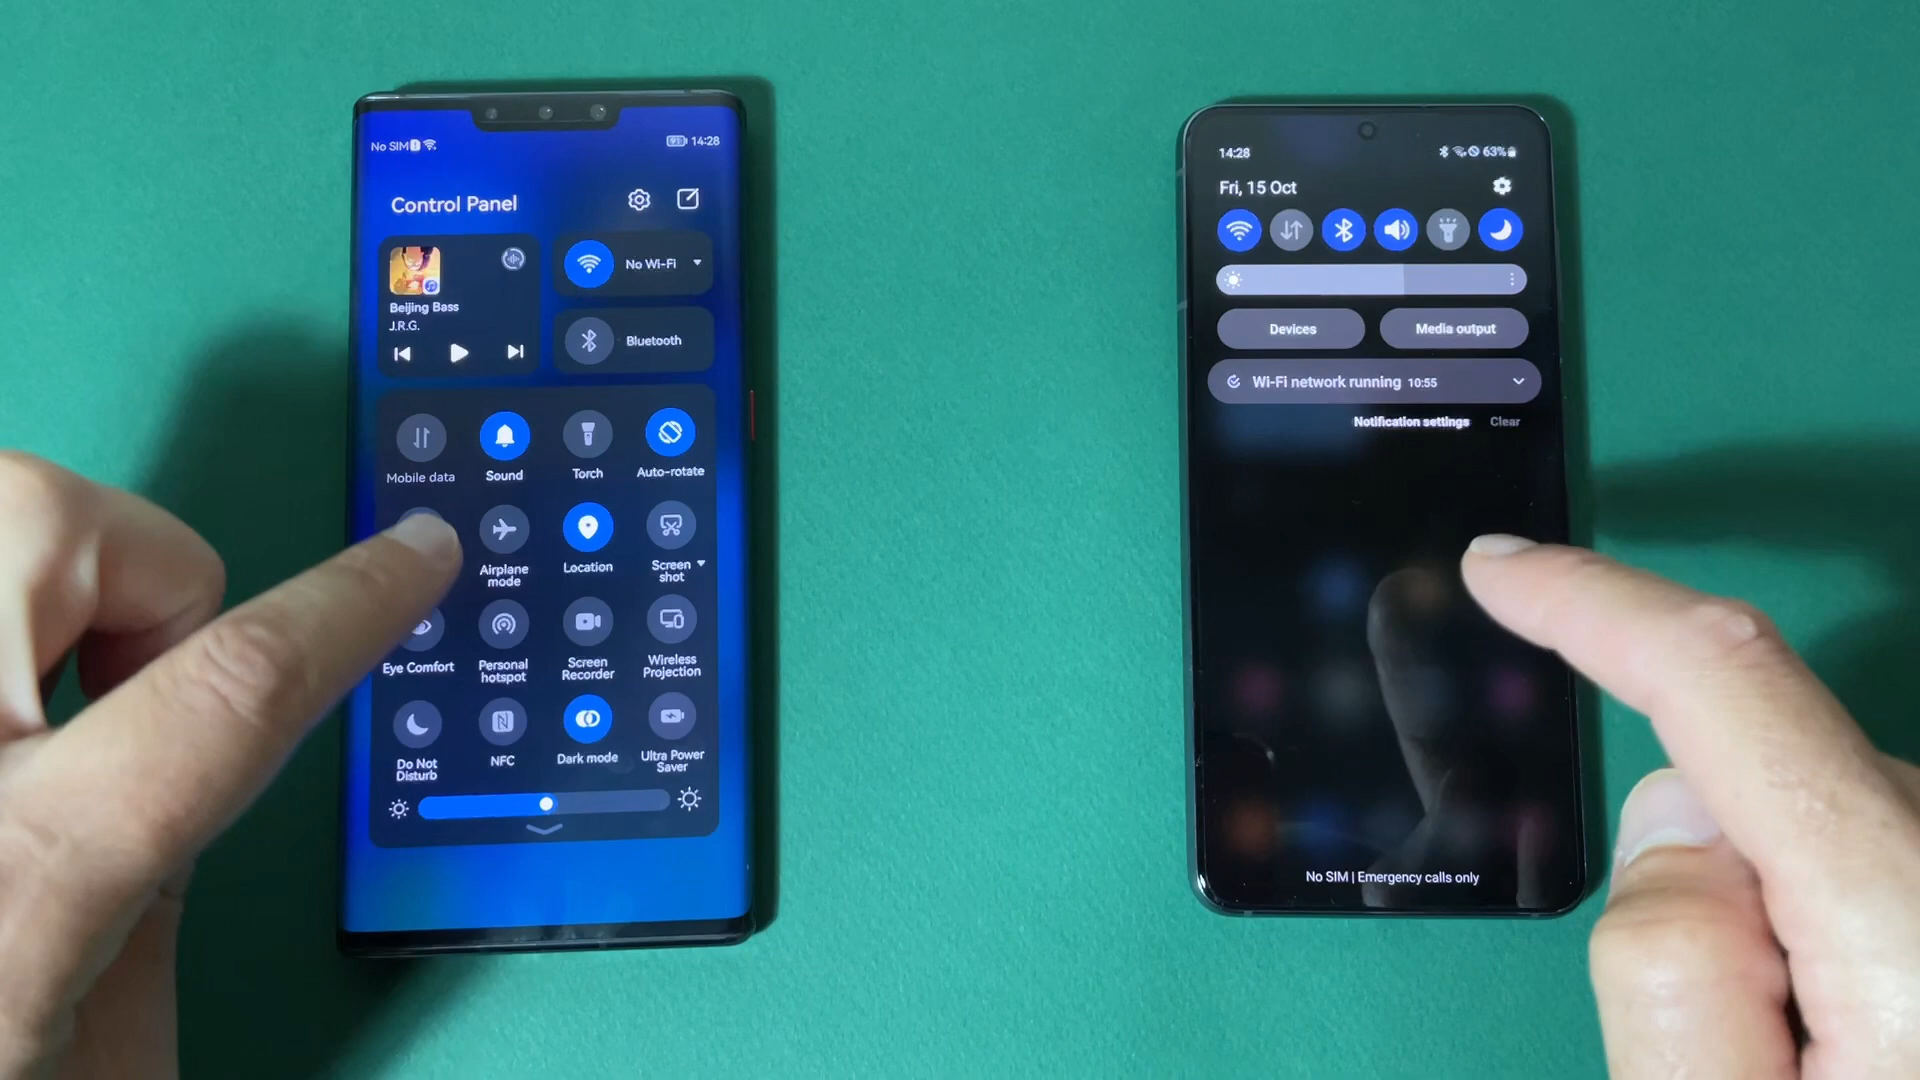 No SIM
14:28
Control Panel
Beijing Bass
J.R.G.
No Wi-Fi
Bluetooth
Mobile data
Sound
Torch
Auto-rotate
Airplane
mode
Location
Screen
shot
Eye Comfort
Personal
hotspot
Screen
Recorder
Wireless
Projection
Do Not
Disturb
NFC
Dark mode
Ultra Power
Saver
14:28
63%
Fri, 15 Oct
Devices
Media output
Wi-Fi network running 10:55
Notification settings
Clear
No SIM | Emergency calls only